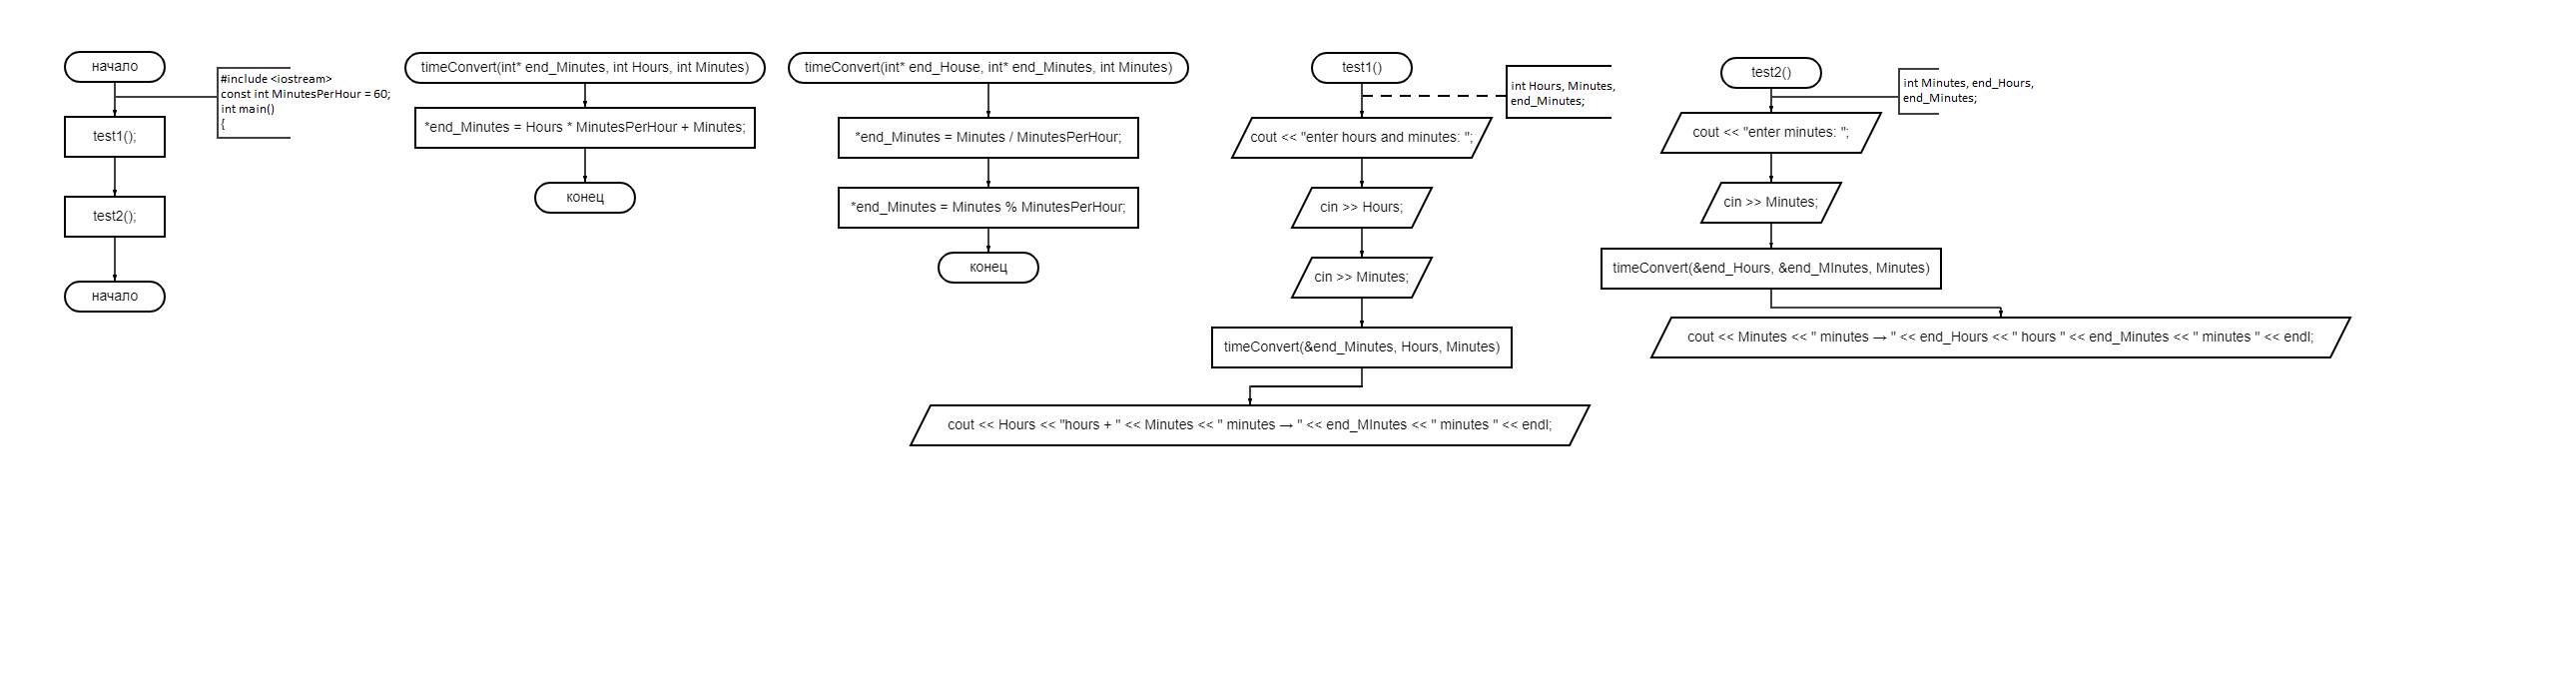 начало
#include <iostream>
const int MinutesPerHour = 60;
int main()
{
test1();
test2();
начало
timeConvert(int* end_Minutes, int Hours, int Minutes)
*end_Minutes = Hours * MinutesPerHour + Minutes;
конец
timeConvert(int* end_House, int* end_Minutes, int Minutes)
*end_Minutes = Minutes / MinutesPerHour;
*end_Minutes = Minutes % MinutesPerHour;
конец
test1()
int Hours, Minutes,
end_Minutes;
cout << "enter hours and minutes: ";
cin >> Hours;
cin >> Minutes;
timeConvert(&end_Minutes, Hours, Minutes)
cout << Hours << "hours + " << Minutes << " minutes → " << end_MInutes << " minutes " << endl;
test2()
int Minutes, end_Hours,
end_Minutes;
cout << "enter minutes: ";
cin >> Minutes;
timeConvert(&end_Hours, &end_MInutes, Minutes)
cout << Minutes << " minutes → " << end_Hours << " hours " << end_Minutes << " minutes " << endl;